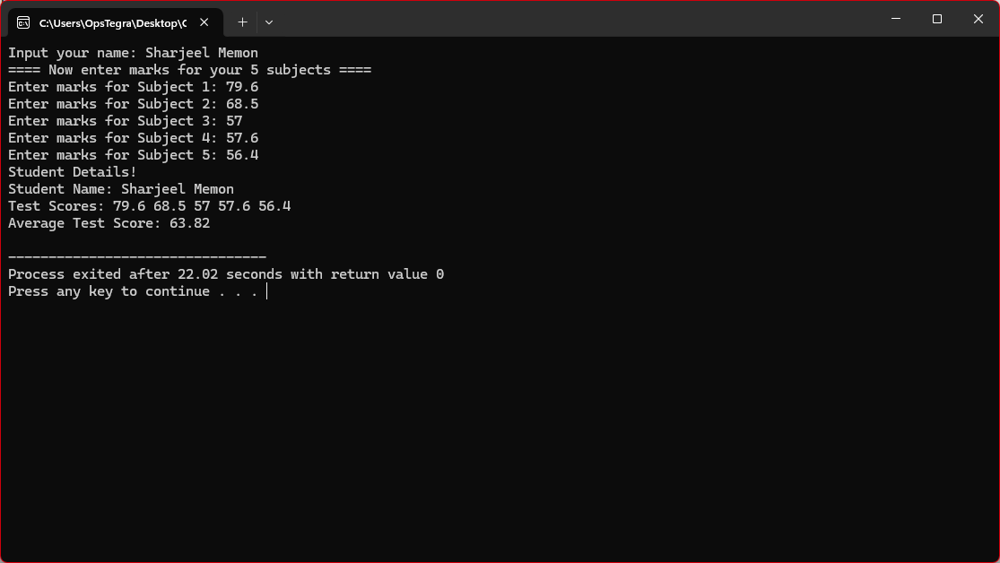 C:\Users\OpsTegra\Desktop\C
Input your name: Sharjeel Memon
==== Now enter marks for your 5 subjects ====
Enter marks for Subject 1: 79.6
Enter marks for Subject 2: 68.5
Enter marks for Subject 3: 57
Enter marks for Subject 4: 57.6
Enter marks for Subject 5: 56.4
Student Details!
Student Name: Sharjeel Memon
Test Scores: 79.6 68.5 57 57.6 56.4
Average Test Score: 63.82
--------------------------------
Process exited after 22.02 seconds with return value 0
Press any key to continue . . .